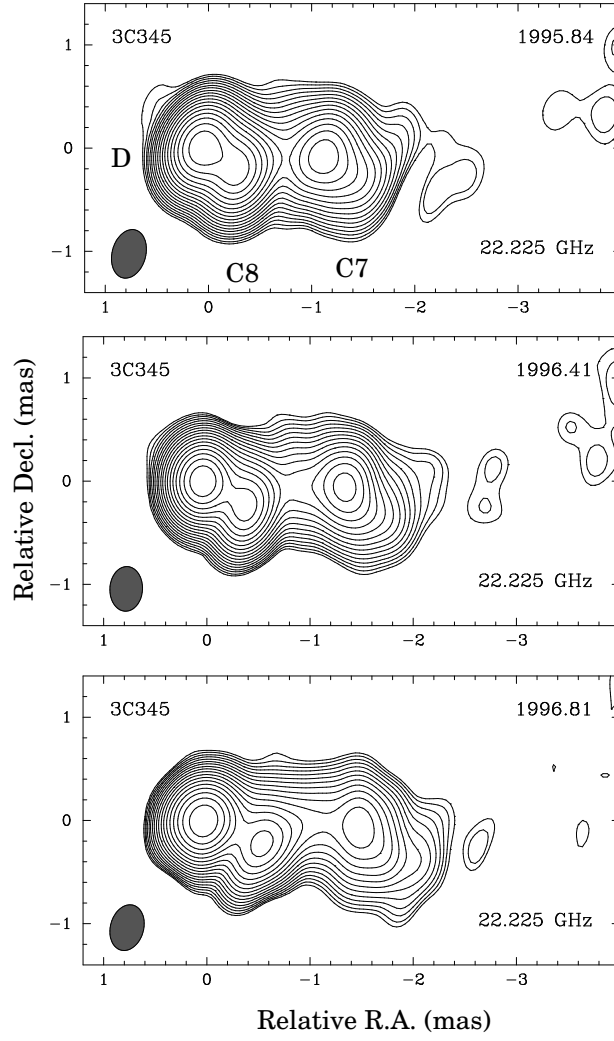 3C345 1995.84
D
C8 C7
22.225 GHz
1
0
−1
1 0 −1 −2 −3
3C345 1996.41
22.225 GHz
1
0
−1
1 0 −1 −2 −3
3C345 1996.81
22.225 GHz
1
0
−1
1 0 −1 −2 −3
Relative Decl. (mas)
Relative R.A. (mas)